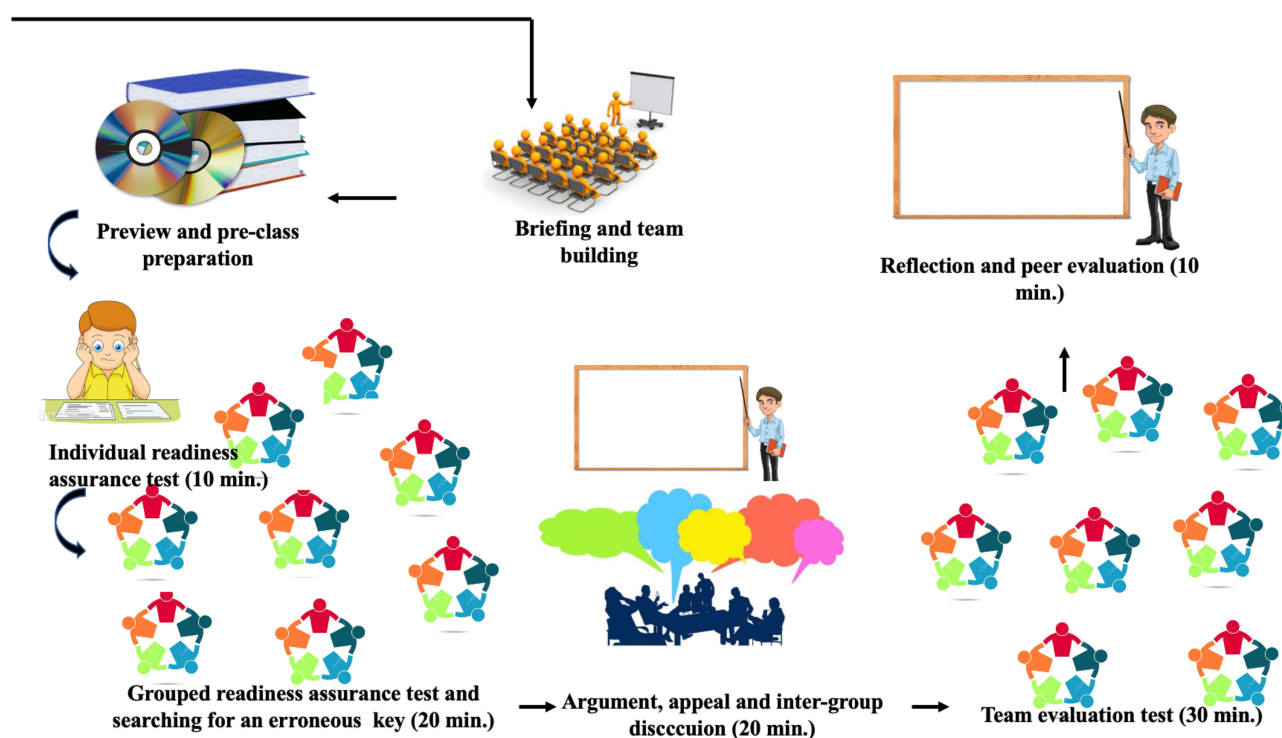 Briefing and team
building
Preview and pre-class
preparation
Individual readiness
assurance test (10 min.)
Grouped readiness assurance test and
searching for an erroneous key (20 min.)
Argument, appeal and inter-group
discccuion (20 min.)
Team evaluation test (30 min.)
Reflection and peer evaluation (10
min.)